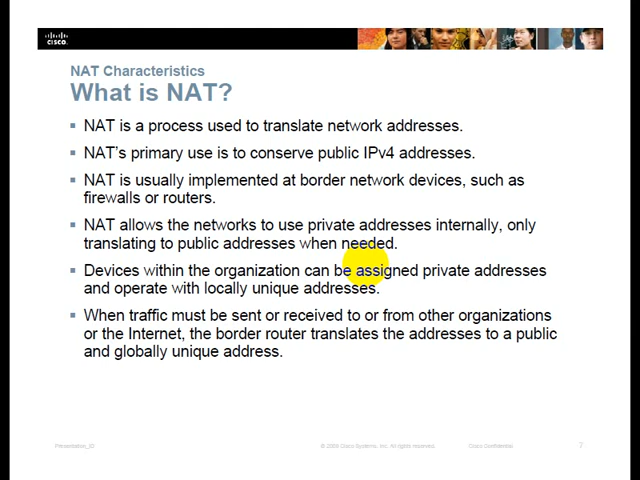 CISCO
NAT Characteristics
What is NAT?
▪ NAT is a process used to translate network addresses.
▪ NAT's primary use is to conserve public IPv4 addresses.
▪ NAT is usually implemented at border network devices, such as
firewalls or routers.
▪ NAT allows the networks to use private addresses internally, only
translating to public addresses when needed.
▪ Devices within the organization can be assigned private addresses
and operate with locally unique addresses.
▪ When traffic must be sent or received to or from other organizations
or the Internet, the border router translates the addresses to a public
and globally unique address.
Presentation_ID © 2008 Cisco Systems, Inc. All rights reserved. Cisco Confidential 7